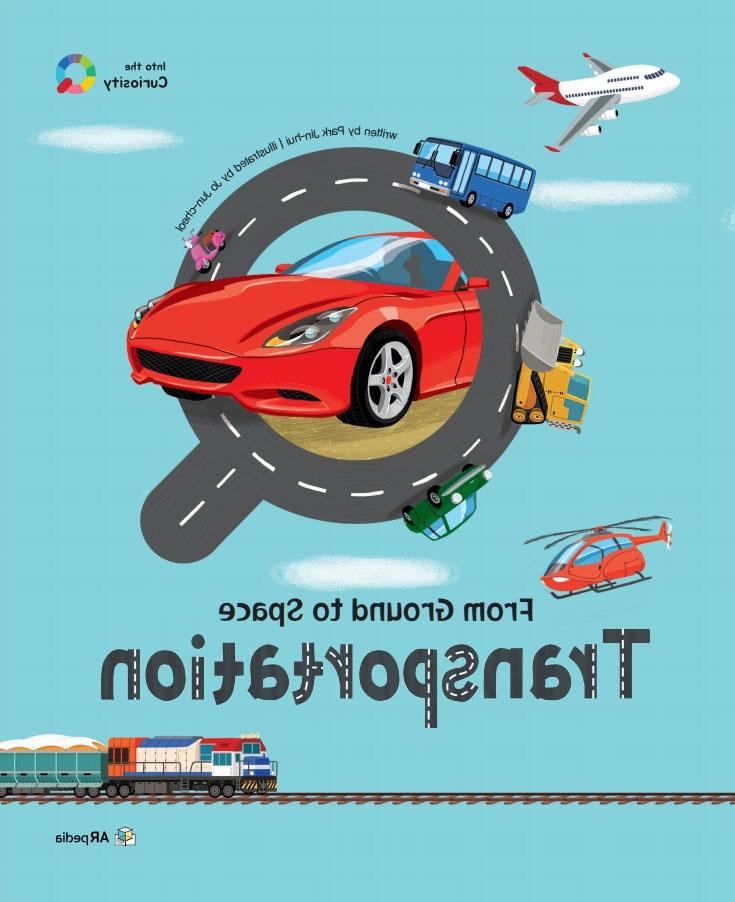 Into the
Curiosity
written by Park Jin-hui | illustrated by Jo Jun-cheol
From Ground to Space
Transportation
ARpedia